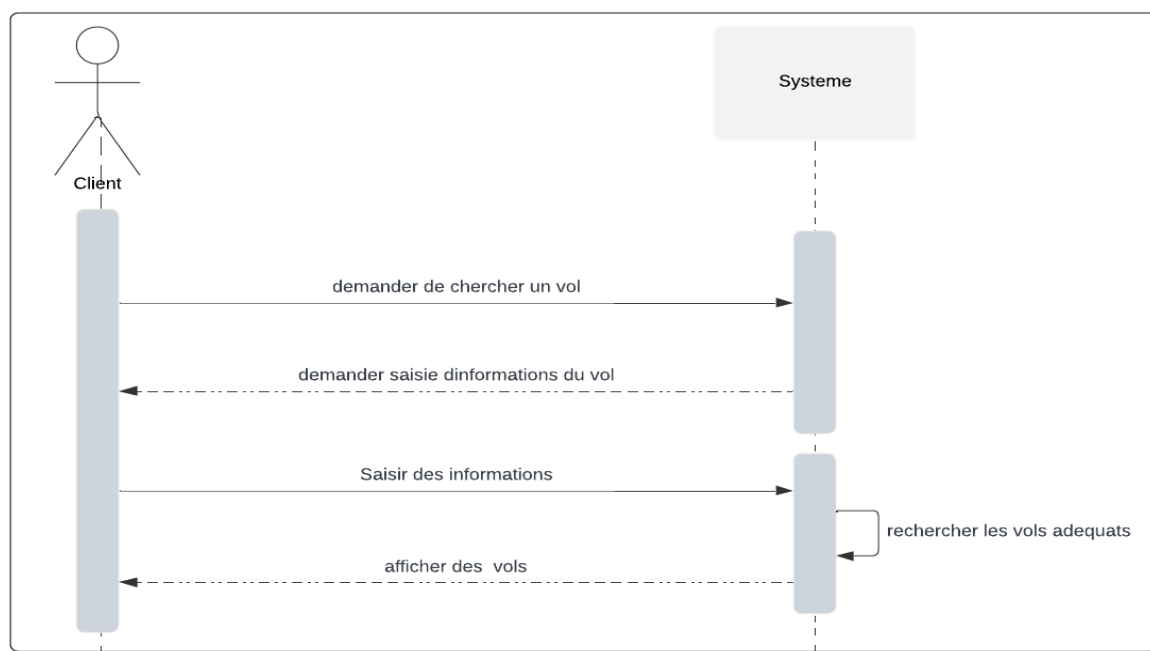 Systeme
Client
demander de chercher un vol
demander saisie dinformations du vol
Saisir des informations
rechercher les vols adequats
afficher des  vols